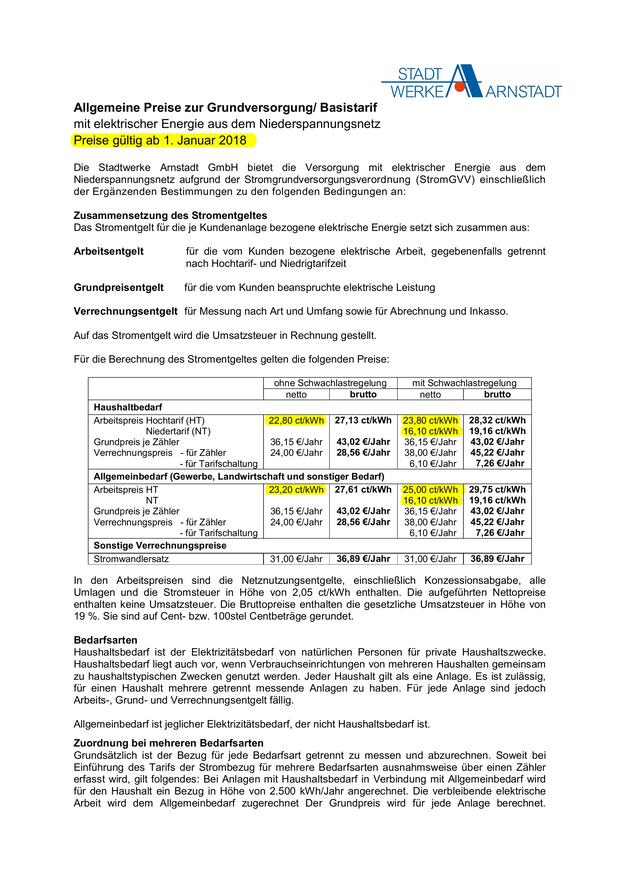 STADT
WERKE ARNSTADT
Allgemeine Preise zur Grundversorgung/ Basistarif
mit elektrischer Energie aus dem Niederspannungsnetz
Preise gültig ab 1. Januar 2018
Die Stadtwerke Arnstadt GmbH bietet die Versorgung mit elektrischer Energie aus dem
Niederspannungsnetz aufgrund der Stromgrundversorgungsverordnung (StromGVV) einschließlich
der Ergänzenden Bestimmungen zu den folgenden Bedingungen an:
Zusammensetzung des Stromentgeltes
Das Stromentgelt für die je Kundenanlage bezogene elektrische Energie setzt sich zusammen aus:
Arbeitsentgelt für die vom Kunden bezogene elektrische Arbeit, gegebenenfalls getrennt
nach Hochtarif- und Niedrigtarifzeit
Grundpreisentgelt für die vom Kunden beanspruchte elektrische Leistung
Verrechnungsentgelt für Messung nach Art und Umfang sowie für Abrechnung und Inkasso.
Auf das Stromentgelt wird die Umsatzsteuer in Rechnung gestellt.
Für die Berechnung des Stromentgeltes gelten die folgenden Preise:
ohne Schwachlastregelung mit Schwachlastregelung
netto brutto netto brutto
Haushaltbedarf
Arbeitspreis Hochtarif (HT) 22,80 ct/kWh 27,13 ct/kWh 23,80 ct/kWh 28,32 ct/kWh
Niedertarif (NT) 16,10 ct/kWh 19,16 ct/kWh
Grundpreis je Zähler 36,15 €/Jahr 43,02 €/Jahr 36,15 €/Jahr 43,02 €/Jahr
Verrechnungspreis - für Zähler 24,00 €/Jahr 28,56 €/Jahr 38,00 €/Jahr 45,22 €/Jahr
- für Tarifschaltung 6,10 €/Jahr 7,26 €/Jahr
Allgemeinbedarf (Gewerbe, Landwirtschaft und sonstiger Bedarf)
Arbeitspreis HT 23,20 ct/kWh 27,61 ct/kWh 25,00 ct/kWh 29,75 ct/kWh
NT 16,10 ct/kWh 19,16 ct/kWh
Grundpreis je Zähler 36,15 €/Jahr 43,02 €/Jahr 36,15 €/Jahr 43,02 €/Jahr
Verrechnungspreis - für Zähler 24,00 €/Jahr 28,56 €/Jahr 38,00 €/Jahr 45,22 €/Jahr
- für Tarifschaltung 6,10 €/Jahr 7,26 €/Jahr
Sonstige Verrechnungspreise
Stromwandlersatz 31,00 €/Jahr 36,89 €/Jahr 31,00 €/Jahr 36,89 €/Jahr
In den Arbeitspreisen sind die Netznutzungsentgelte, einschließlich Konzessionsabgabe, alle
Umlagen und die Stromsteuer in Höhe von 2,05 ct/kWh enthalten. Die aufgeführten Nettopreise
enthalten keine Umsatzsteuer. Die Bruttopreise enthalten die gesetzliche Umsatzsteuer in Höhe von
19 %. Sie sind auf Cent- bzw. 100stel Centbeträge gerundet.
Bedarfsarten
Haushaltsbedarf ist der Elektrizitätsbedarf von natürlichen Personen für private Haushaltszwecke.
Haushaltsbedarf liegt auch vor, wenn Verbrauchseinrichtungen von mehreren Haushalten gemeinsam
zu haushaltstypischen Zwecken genutzt werden. Jeder Haushalt gilt als eine Anlage. Es ist zulässig,
für einen Haushalt mehrere getrennt messende Anlagen zu haben. Für jede Anlage sind jedoch
Arbeits-, Grund- und Verrechnungsentgelt fällig.
Allgemeinbedarf ist jeglicher Elektrizitätsbedarf, der nicht Haushaltsbedarf ist.
Zuordnung bei mehreren Bedarfsarten
Grundsätzlich ist der Bezug für jede Bedarfsart getrennt zu messen und abzurechnen. Soweit bei
Einführung des Tarifs der Strombezug für mehrere Bedarfsarten ausnahmsweise über einen Zähler
erfasst wird, gilt folgendes: Bei Anlagen mit Haushaltsbedarf in Verbindung mit Allgemeinbedarf wird
für den Haushalt ein Bezug in Höhe von 2.500 kWh/Jahr angerechnet. Die verbleibende elektrische
Arbeit wird dem Allgemeinbedarf zugerechnet Der Grundpreis wird für jede Anlage berechnet.